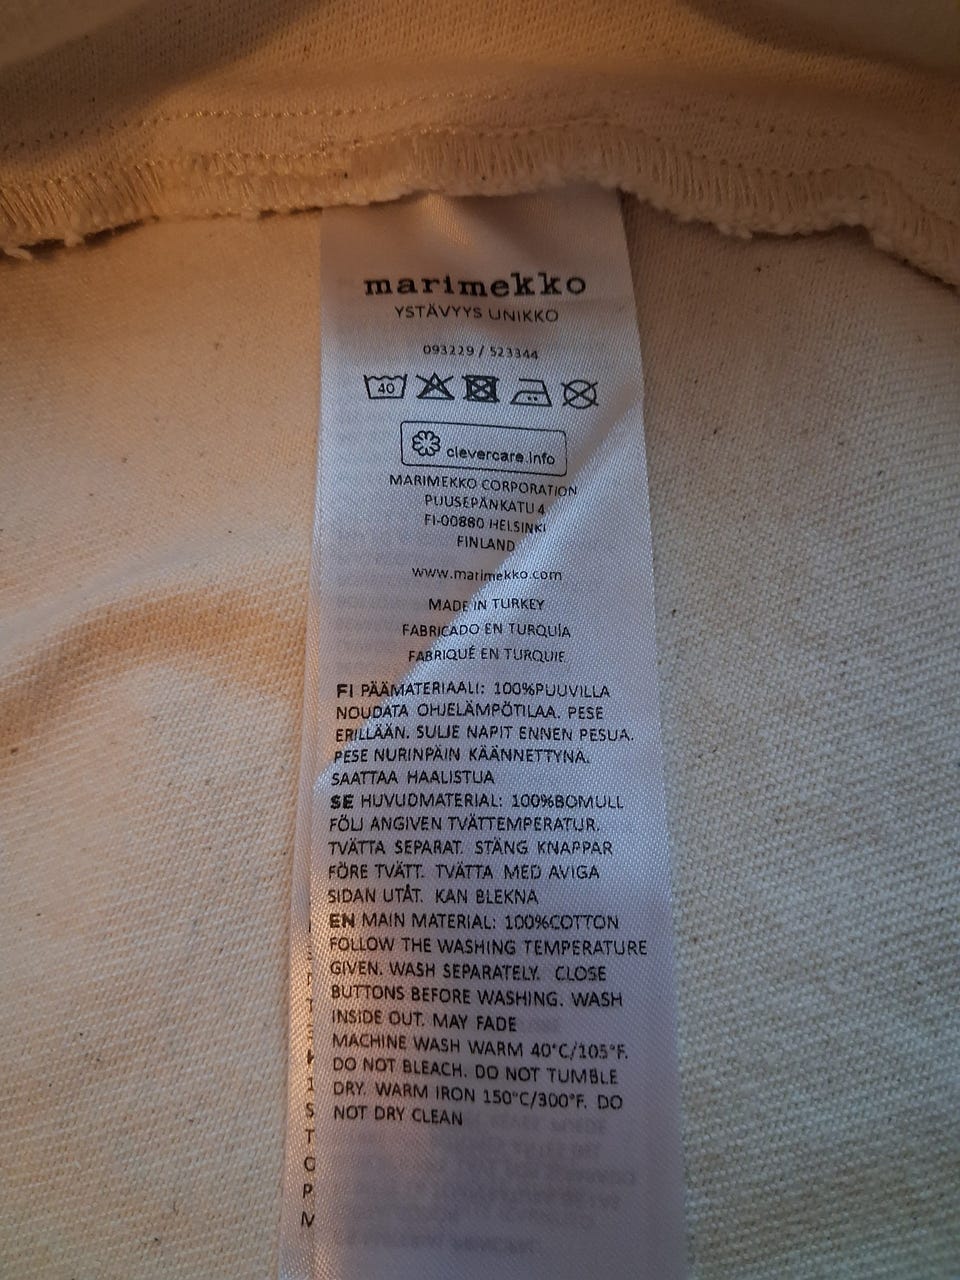 marimekko
YSTÄVYYS UNIKKO
093229 / 523344
40
clevercare.info
MARIMEKKO CORPORATION
PUUSEPÄNKATU 4
FI-00880 HELSINKI
FINLAND
www.marimekko.com
MADE IN TURKEY
FABRICADO EN TURQUÍA
FABRIQUÉ EN TURQUIE
FI PÄÄMATERIAALI: 100%PUUVILLA
NOUDATA OHJELÄMPÖTILAA. PESE
ERILLÄÄN. SULJE NAPIT ENNEN PESUA.
PESE NURINPÄIN KÄÄNNETTYNÄ.
SAATTAA HAALISTUA
SE HUVUDMATERIAL: 100%BOMULL
FÖLJ ANGIVEN TVÄTTEMPERATUR.
TVÄTTA SEPARAT. STÄNG KNAPPAR
FÖRE TVÄTT. TVÄTTA MED AVIGA
SIDAN UTÅT. KAN BLEKNA
EN MAIN MATERIAL: 100%COTTON
FOLLOW THE WASHING TEMPERATURE
GIVEN. WASH SEPARATELY. CLOSE
BUTTONS BEFORE WASHING. WASH
INSIDE OUT. MAY FADE
MACHINE WASH WARM 40°C/105°F.
DO NOT BLEACH. DO NOT TUMBLE
DRY. WARM IRON 150°C/300°F. DO
NOT DRY CLEAN